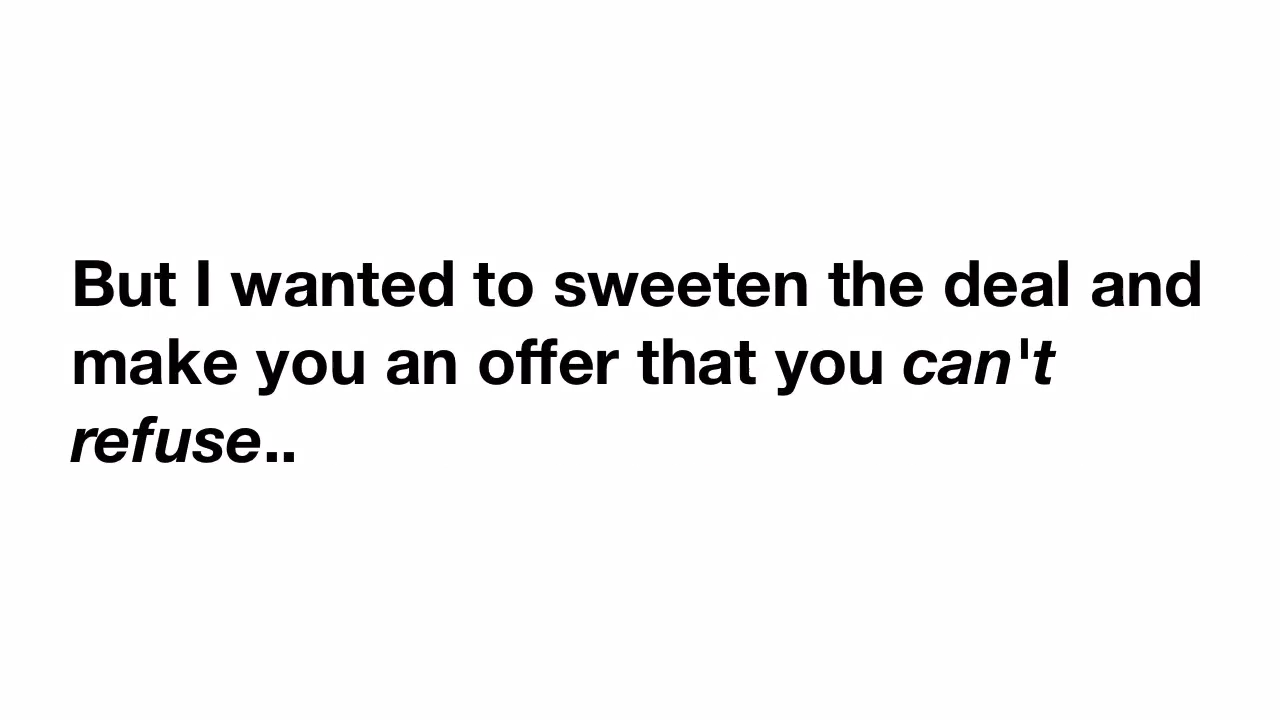 But I wanted to sweeten the deal and
make you an offer that you can't
refuse..